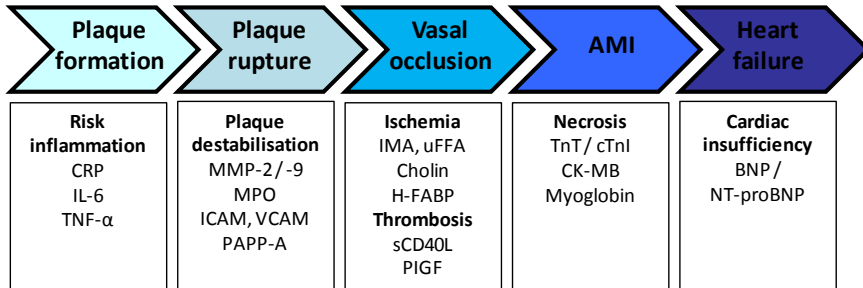 Plaque
formation
Plaque
rupture
Vasal
occlusion
AMI
Heart
failure
Risk
inflammation
CRP
IL-6
TNF-α
Plaque
destabilisation
MMP-2/ -9
MPO
ICAM, VCAM
PAPP-A
Ischemia
IMA, uFFA
Cholin
H-FABP
Thrombosis
sCD40L
PIGF
Necrosis
TnT/ cTnI
CK-MB
Myoglobin
Cardiac
insufficiency
BNP /
NT-proBNP